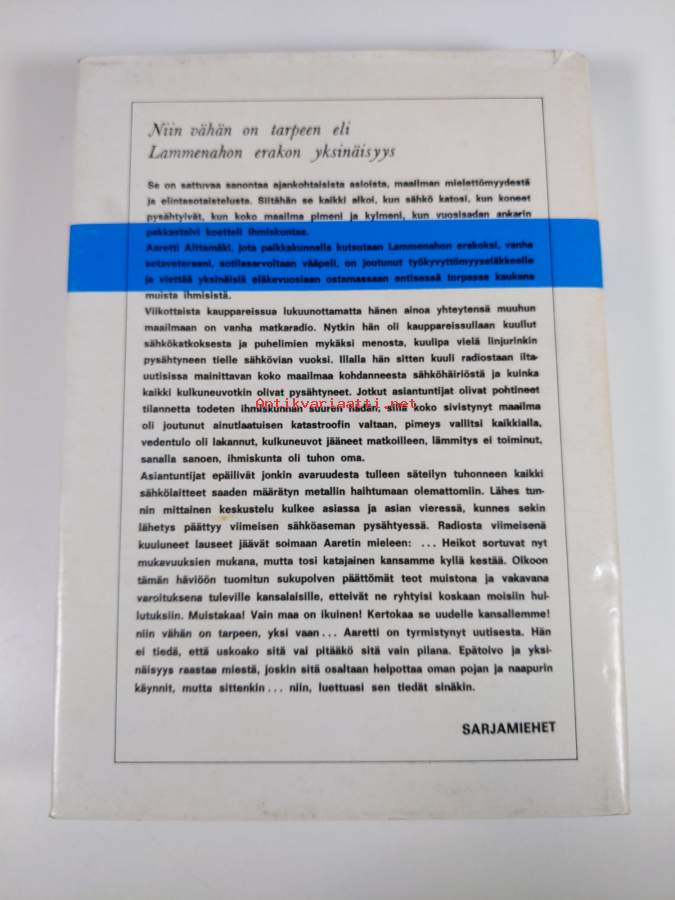 Niin vähän on tarpeen eli
Lammenahon erakon yksinäisyys
Se on sattuvaa sanontaa ajankohtaisista asioista, maailman mielettömyydestä
ja elintasotaistelusta. Siitähän se kaikki alkoi, kun sähkö katosi, kun koneet
pysähtyivät, kun koko maailma pimeni ja kylmeni, kun vuosisadan ankarin
pakkastalvi koetteli ihmiskuntaa.
Aaretti Alittamäki, jota paikkakunnalla kutsutaan Lammenahon erakoksi, vanha
sotaveteraani, sotilasarvoltaan vääpeli, on joutunut työkyvyttömyyseläkkeelle
ja viettää yksinäisiä eläkevuosiaan ostamassaan entisessä torpassa kaukana
muista ihmisistä.
Viikottaista kauppareissua lukuunottamatta hänen ainoa yhteytensä muuhun
maailmaan on vanha matkaradio. Nytkin hän oli kauppareissullaan kuullut
sähkökatkoksesta ja puhelimien mykäksi menosta, kuulipa vielä linjurinkin
pysähtyneen tielle sähkövian vuoksi. Illalla hän sitten kuuli radiostaan ilta-
uutisissa mainittavan koko maailmaa kohdanneesta sähköhäiriöstä ja kuinka
kaikki kulkuneuvotkin olivat pysähtyneet. Jotkut asiantuntijat olivat pohtineet
Antikvariaatti.net
tilannetta todeten ihmiskunnan suuren hädän, sillä koko sivistynyt maailma
oli joutunut ainutlaatuisen katastroofin valtaan, pimeys vallitsi kaikkialla,
vedentulo oli lakannut, kulkuneuvot jääneet matkoilleen, lämmitys ei toiminut,
sanalla sanoen, ihmiskunta oli tuhon oma.
Asiantuntijat epäilivät jonkin avaruudesta tulleen säteilyn tuhonneen kaikki
sähkölaitteet saaden määrätyn metallin haihtumaan olemattomiin. Lähes tun-
nin mittainen keskustelu kulkee asiassa ja asian vieressä, kunnes sekin
lähetys päättyy viimeisen sähköaseman pysähtyessä. Radiosta viimeisenä
kuuluneet lauseet jäävät soimaan Aaretin mieleen: ... Heikot sortuvat nyt
mukavuuksien mukana, mutta tosi katajainen kansamme kyllä kestää. Olkoon
tämän häviöön tuomitun sukupolven päättömät teot muistona ja vakavana
varoituksena tuleville kansalaisille, etteivät ne ryhtyisi koskaan moisiin hul-
lutuksiin. Muistakaa! Vain maa on ikuinen! Kertokaa se uudelle kansallemme!
niin vähän on tarpeen, yksi vaan... Aaretti on tyrmistynyt uutisesta. Hän
ei tiedä, että uskoako sitä vai pitääkö sitä vain pilana. Epätoivo ja yksi-
näisyys raastaa miestä, joskin sitä osaltaan helpottaa oman pojan ja naapurin
käynnit, mutta sittenkin... niin, luettuasi sen tiedät sinäkin.
SARJAMIEHET